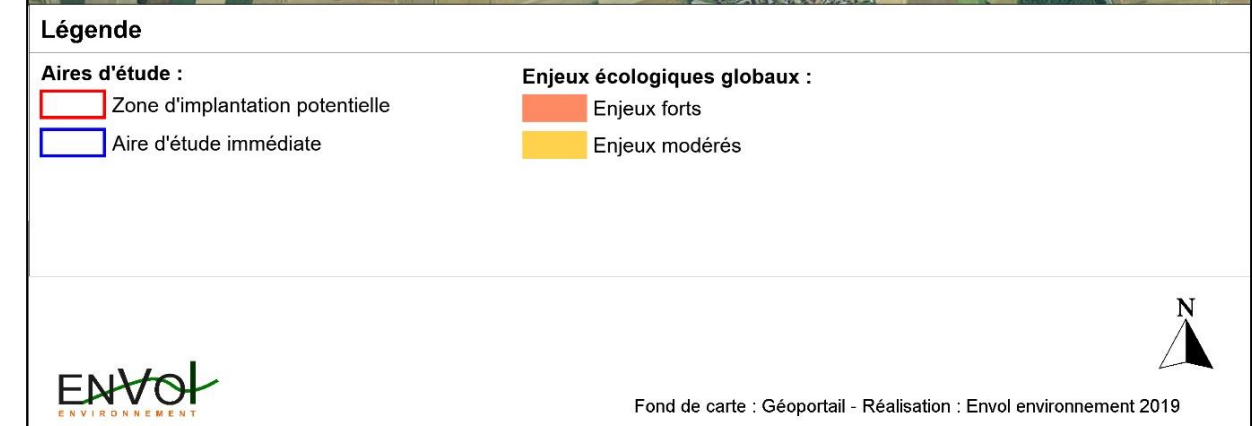 Légende
Aires d'étude :
Zone d'implantation potentielle
Aire d'étude immédiate
Enjeux écologiques globaux :
Enjeux forts
Enjeux modérés
N
ENVOl
ENVIRONNEMENT
Fond de carte : Géoportail - Réalisation : Envol environnement 2019